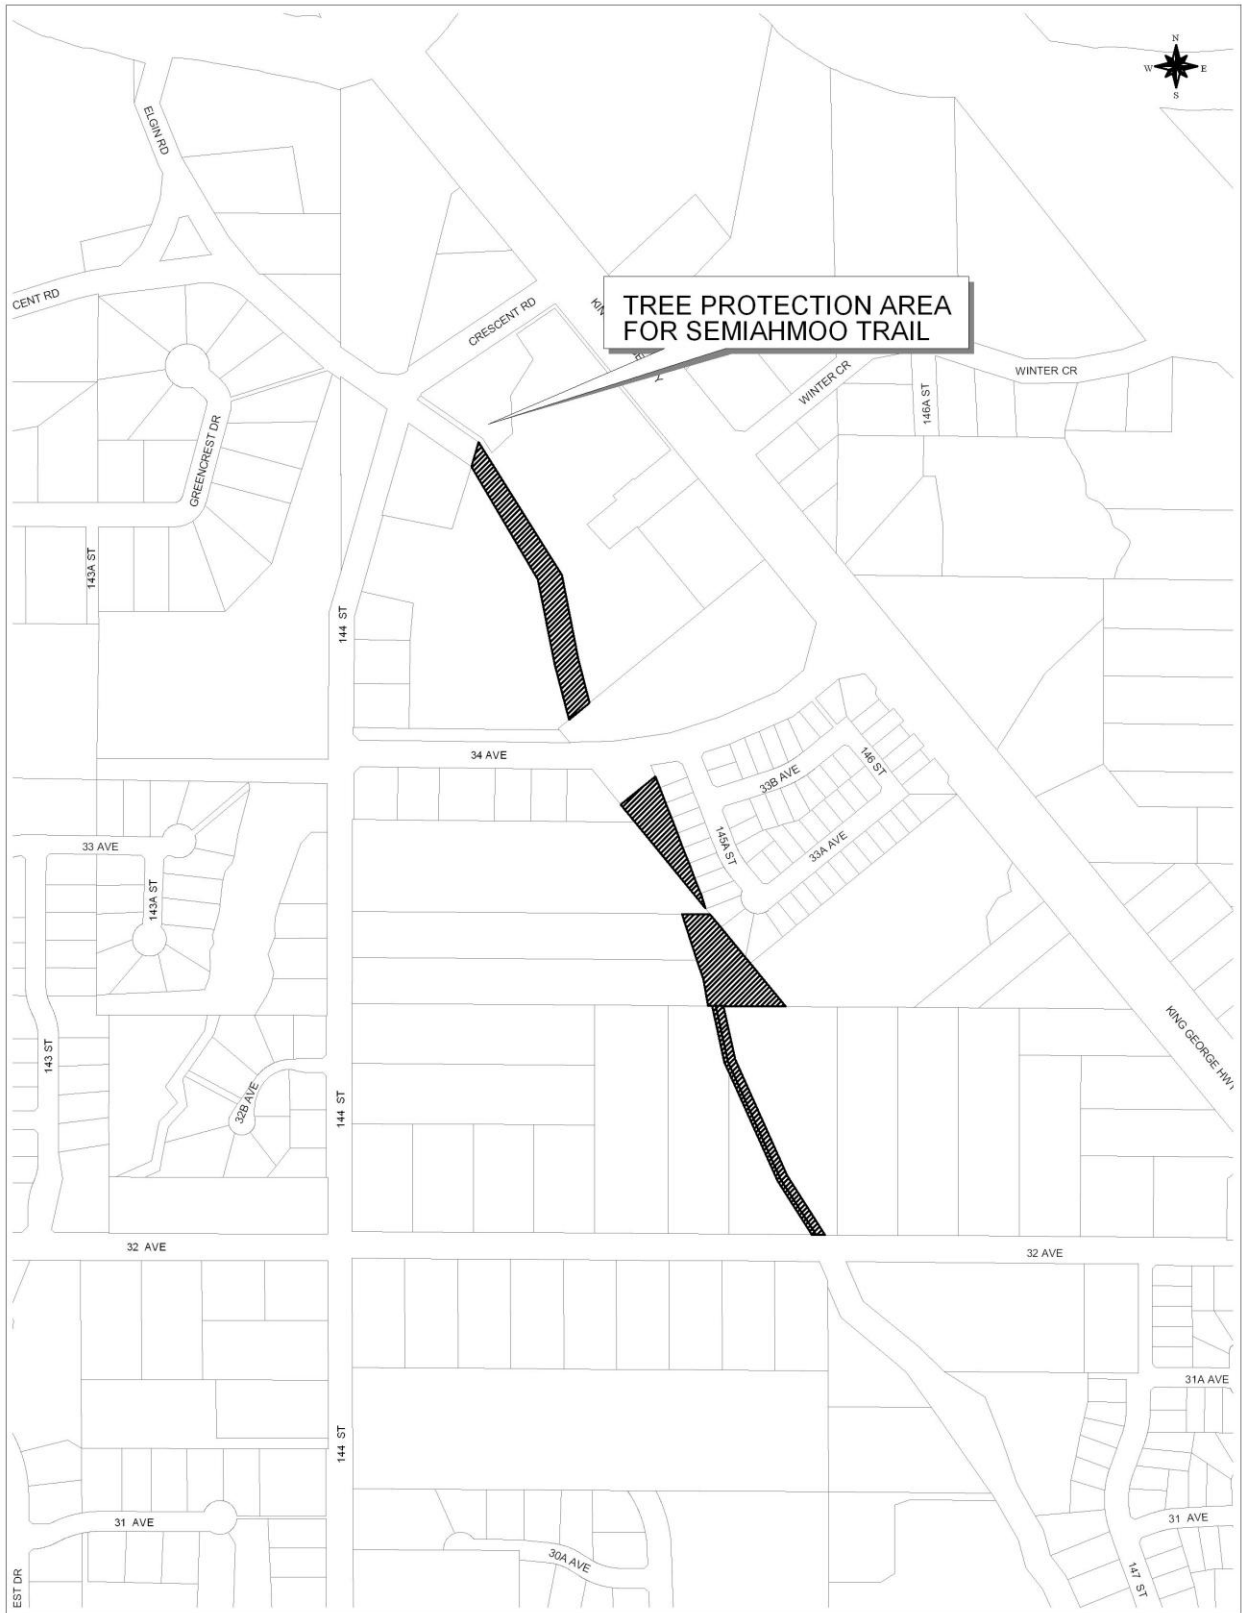 N
W E
S
ELGIN RD
CENT RD
CRESCENT RD
TREE PROTECTION AREA
FOR SEMIAHMOO TRAIL
WINTER CR
WINTER CR
146A ST
GREENCREST DR
143A ST
144 ST
34 AVE
33B AVE
146 ST
145A ST
33A AVE
33 AVE
143A ST
143 ST
32B AVE
144 ST
KING GEORGE HWY
32 AVE
32 AVE
31A AVE
144 ST
31 AVE
31 AVE
30A AVE
147 ST
EST DR